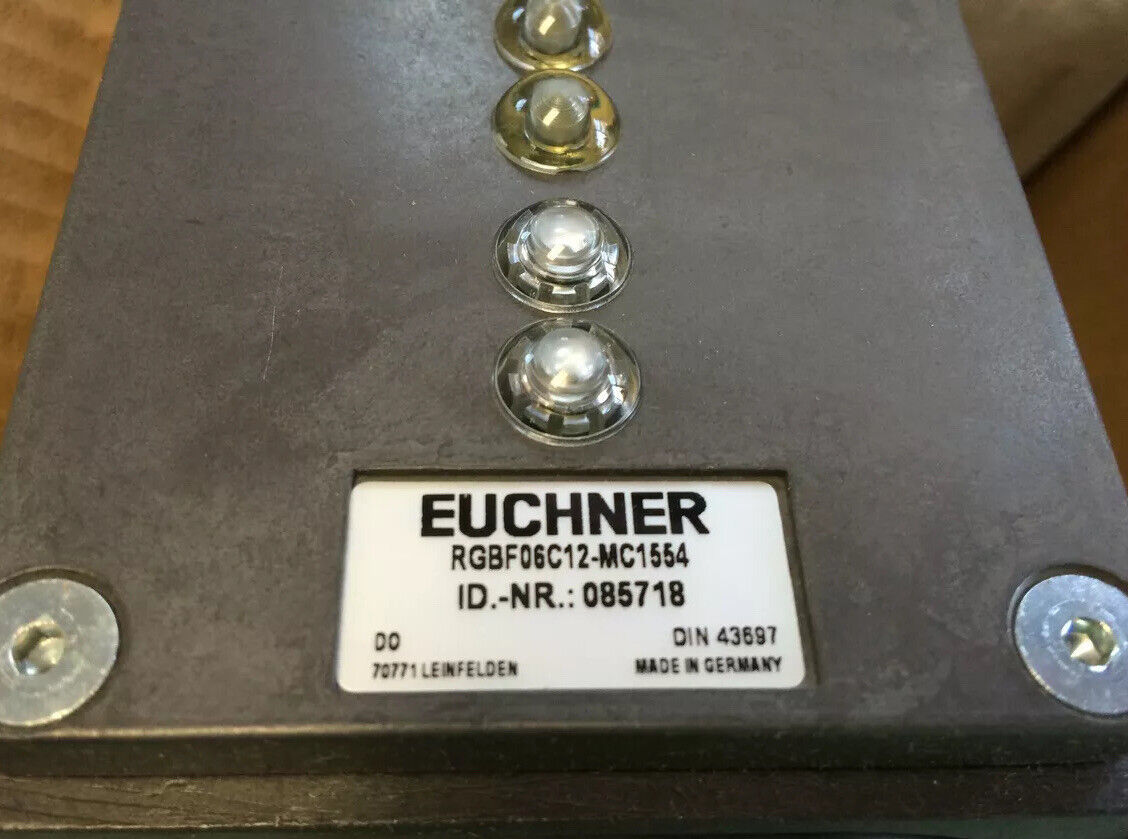 EUCHNER
RGBF06C12-MC1554
ID.-NR.: 085718
DO DIN 43697
70771 LEINFELDEN MADE IN GERMANY